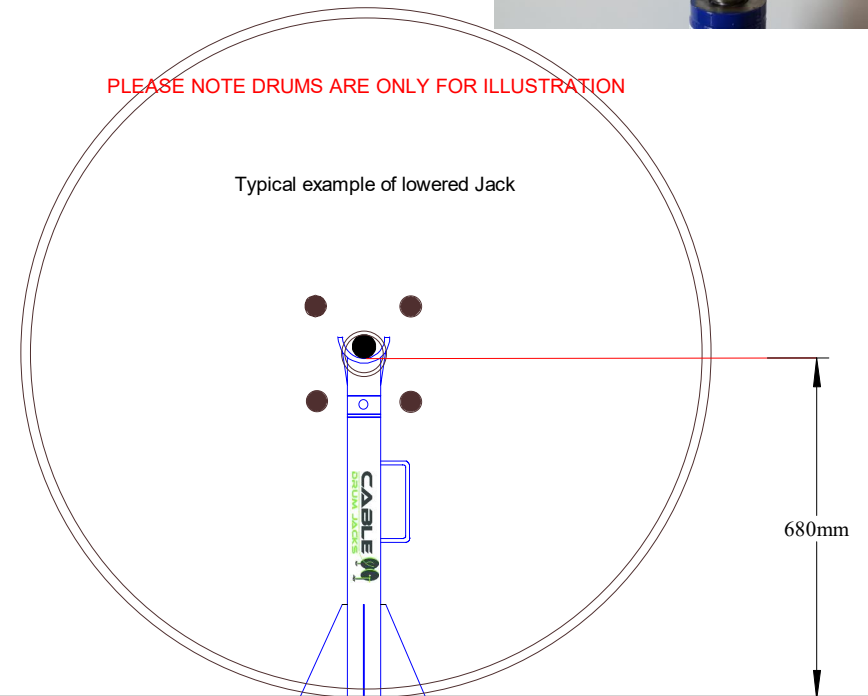 PLEASE NOTE DRUMS ARE ONLY FOR ILLUSTRATION
Typical example of lowered Jack
680mm
CABLE
DRUM JACKS